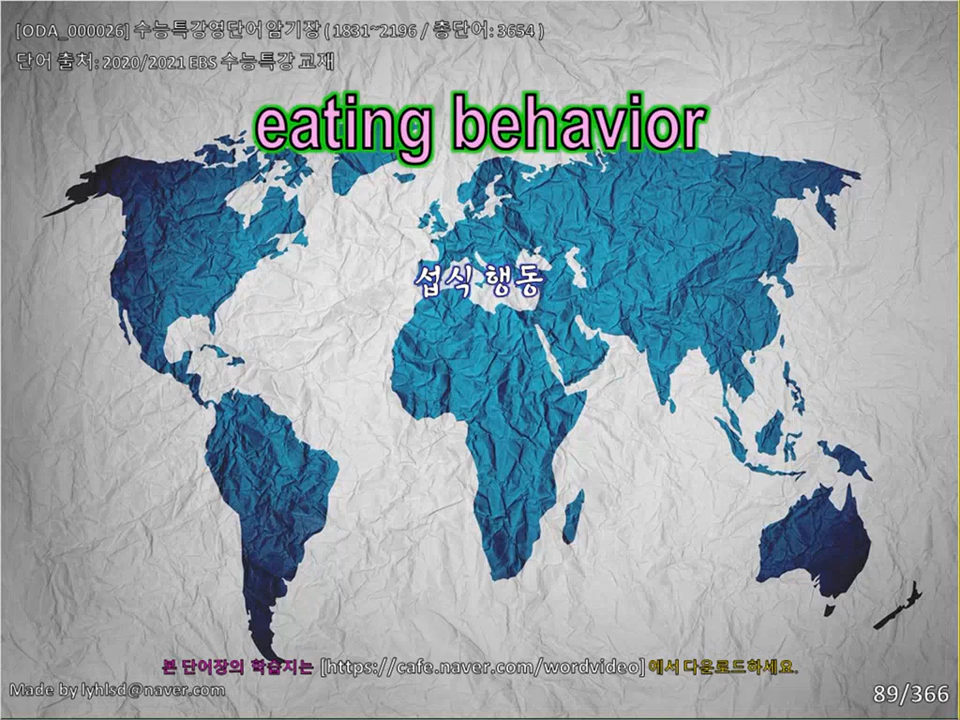 [ODA_000026] 수능특강영단어 암기장 ( 1831~2196 / 총단어: 3654 )
단어 출처: 2020/2021 EBS 수능특강 교재
eating behavior
섭식 행동
본 단어장의 학습지는 [https://cafe.naver.com/wordvideo] 에서 다운로드하세요.
Made by lyhlsd@naver.com
89/366